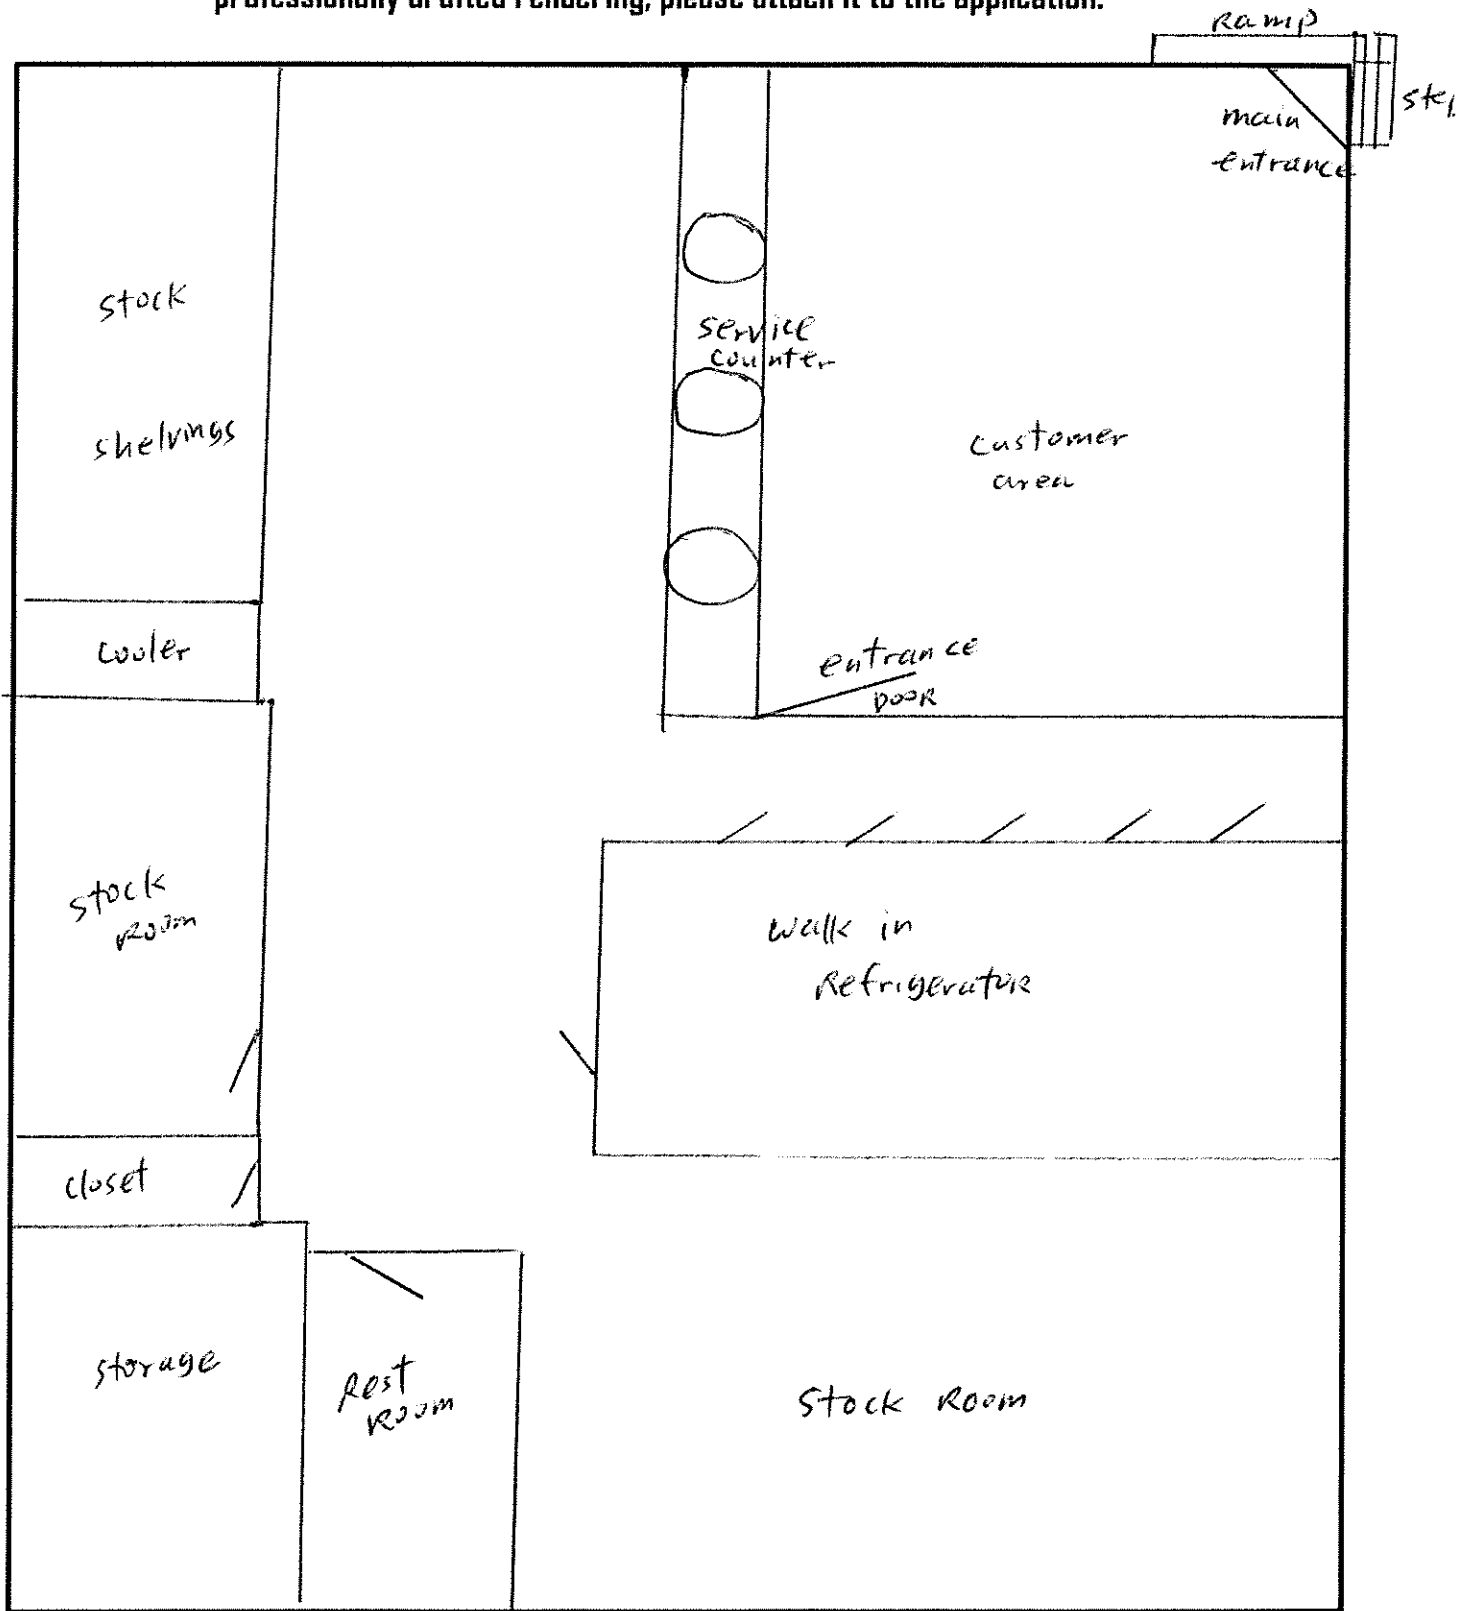 professionally drafted rendering, please attach it to the application.
Ramp
main
entrance
stock
shelvings
service
counter
customer
area
cooler
entrance
DOOR
stock
ROOM
walk in
Refrigerator
closet
storage
Rest
ROOM
Stock Room